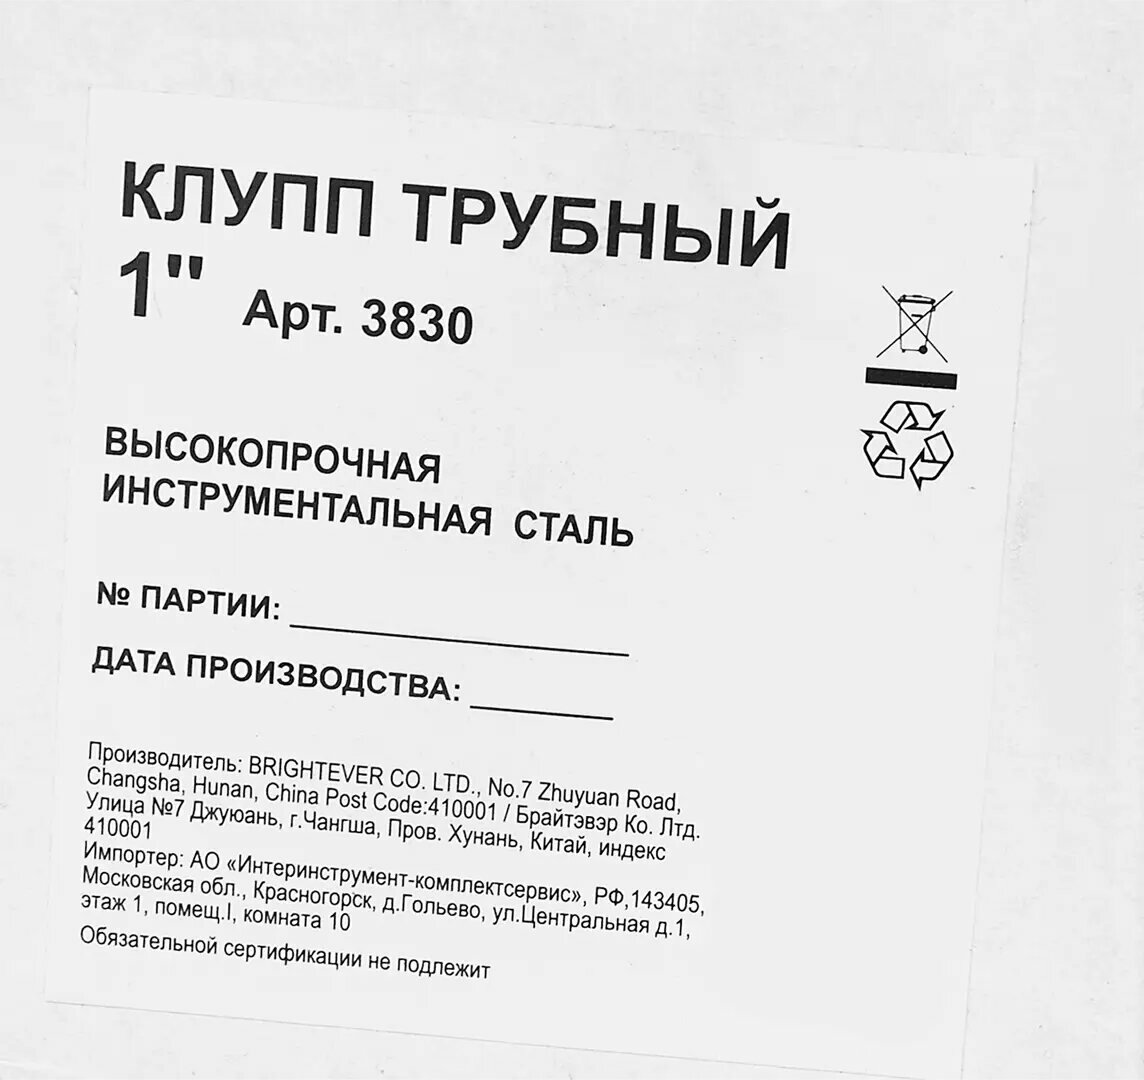 КЛУПП ТРУБНЫЙ
1" Арт. 3830
ВЫСОКОПРОЧНАЯ
ИНСТРУМЕНТАЛЬНАЯ СТАЛЬ
№ ПАРТИИ:
ДАТА ПРОИЗВОДСТВА:
Производитель: BRIGHTEVER CO. LTD., No.7 Zhuyuan Road,
Changsha, Hunan, China Post Code:410001 / Брайтэвэр Ко. Лтд.
Улица №7 Джуюань, г.Чангша, Пров. Хунань, Китай, индекс
410001
Импортер: АО «Интеринструмент-комплектсервис», РФ,143405,
Московская обл., Красногорск, д.Гольево, ул.Центральная д.1,
этаж 1, помещ.I, комната 10
Обязательной сертификации не подлежит